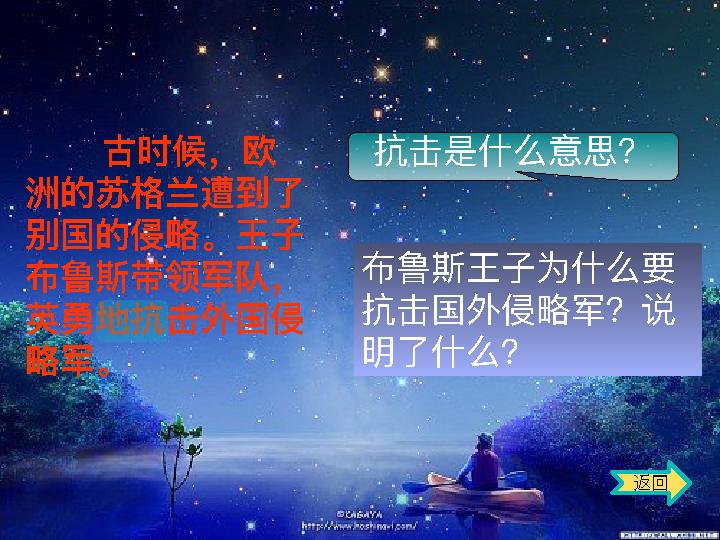 古时候，欧
洲的苏格兰遭到了
别国的侵略。王子
布鲁斯带领军队，
英勇地抗击外国侵
略军。
抗击是什么意思？
布鲁斯王子为什么要
抗击国外侵略军？说
明了什么？
返回
©KAGAYA
http://www.hoshinavi.com/